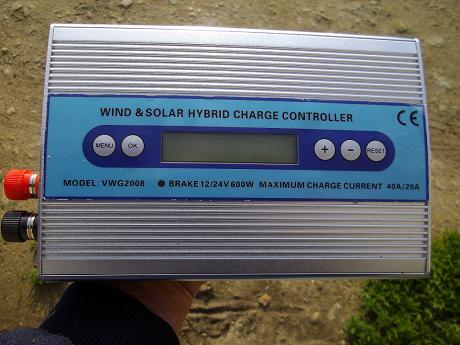 WIND & SOLAR HYBRID CHARGE CONTROLLER
CE
MENU OK + − RESET
MODEL: VWG2008 ● BRAKE 12/24V 600W MAXIMUM CHARGE CURRENT 40A/20A